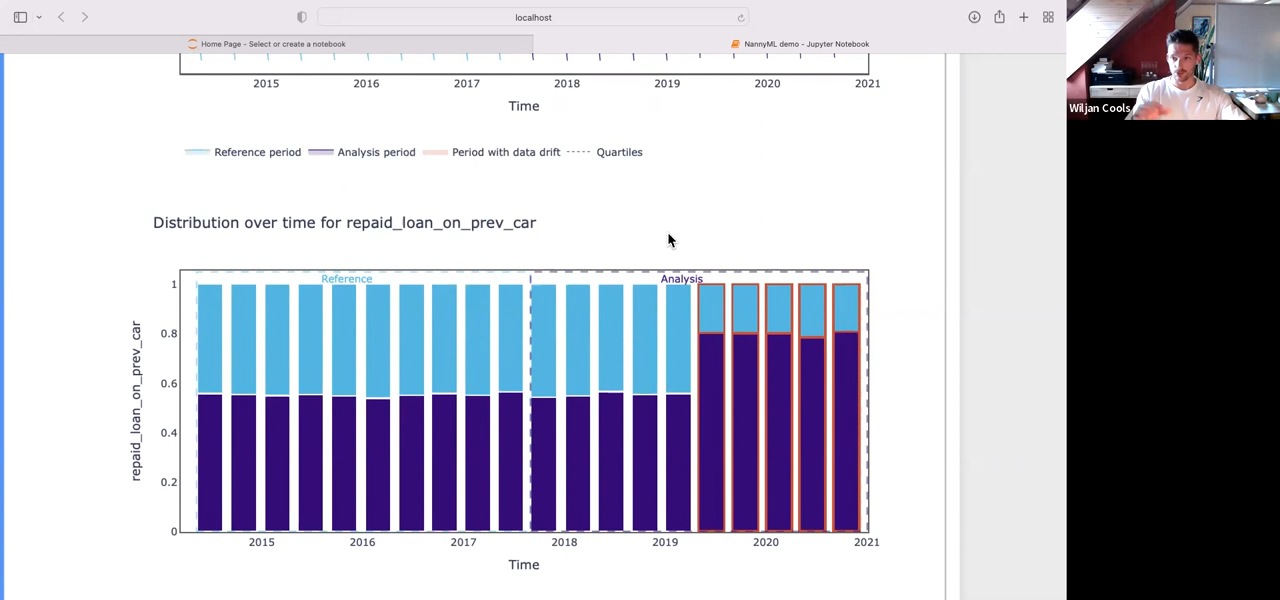 localhost
Home Page - Select or create a notebook
NannyML demo - Jupyter Notebook
Wiljan Cools
2015 2016 2017 2018 2019 2020 2021
Time
Reference period Analysis period Period with data drift Quartiles
Distribution over time for repaid_loan_on_prev_car
Reference Analysis
repaid_loan_on_prev_car
1
0.8
0.6
0.4
0.2
0
2015 2016 2017 2018 2019 2020 2021
Time